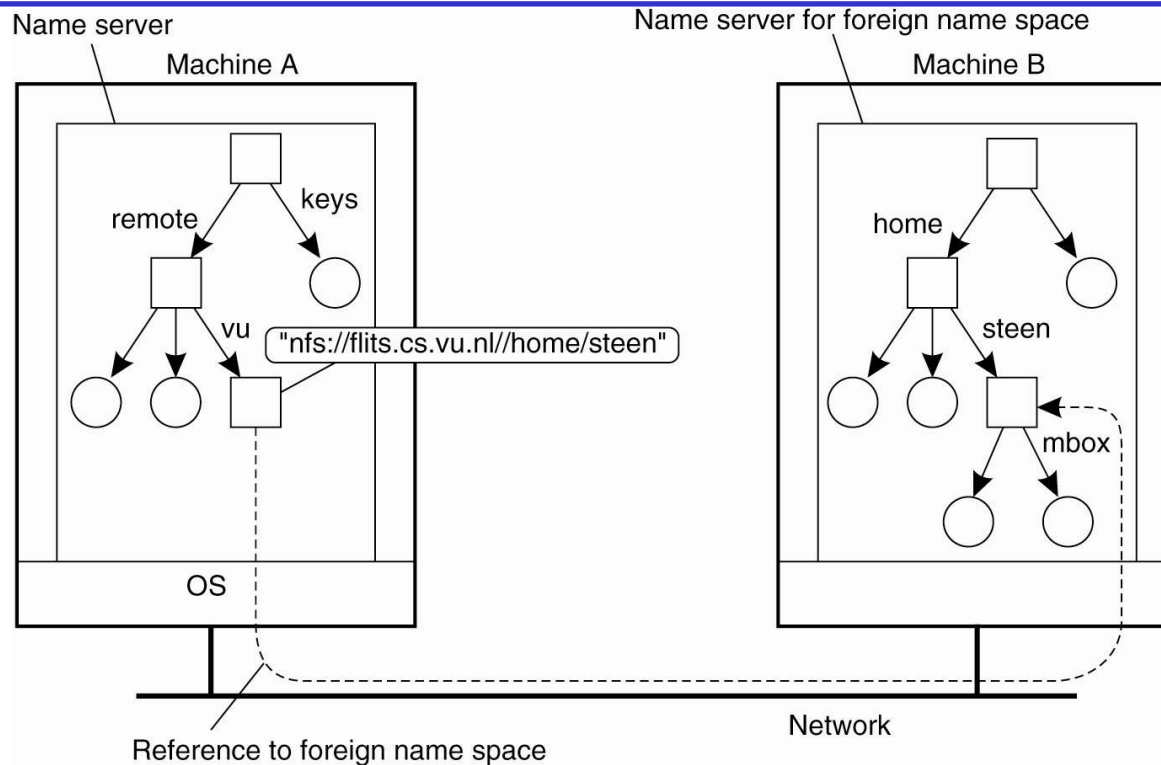 Name server
Name server for foreign name space
Machine A
Machine B
keys
remote
home
vu
"nfs://flits.cs.vu.nl//home/steen"
steen
mbox
OS
Network
Reference to foreign name space